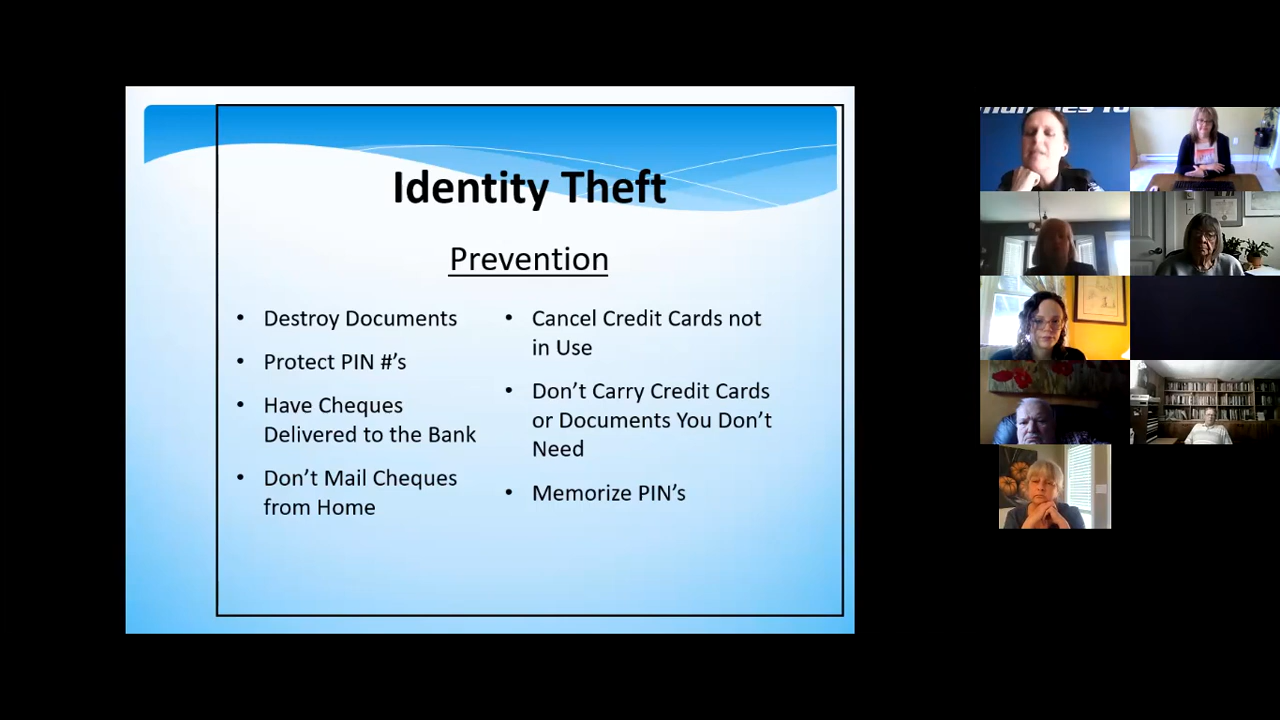 Identity Theft
Prevention
• Destroy Documents
• Protect PIN #’s
• Have Cheques
Delivered to the Bank
• Don’t Mail Cheques
from Home
• Cancel Credit Cards not
in Use
• Don’t Carry Credit Cards
or Documents You Don’t
Need
• Memorize PIN’s